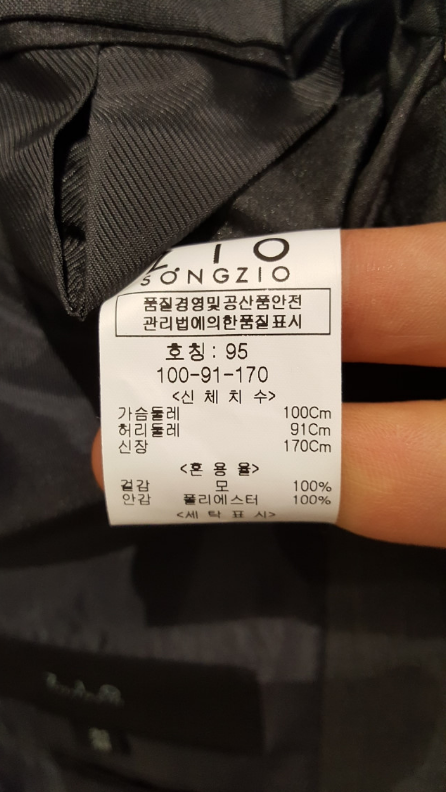 ZIO
SONGZIO
품질경영및공산품안전
관리법에의한품질표시
호칭 : 95
100-91-170
<신 체 치 수>
가슴둘레 100Cm
허리둘레 91Cm
신장 170Cm
<혼 용 율>
겉감 모 100%
안감 폴리에스터 100%
<세 탁 표 시>